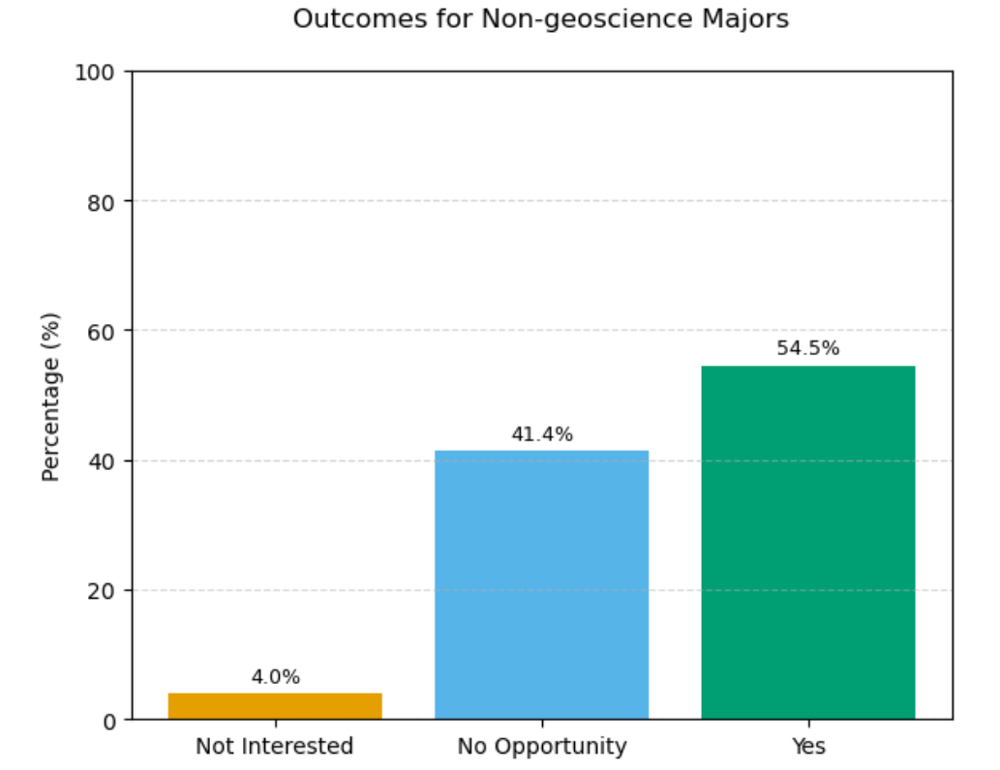 Outcomes for Non-geoscience Majors
100
80
60
40
20
0
Percentage (%)
4.0%
41.4%
54.5%
Not Interested
No Opportunity
Yes